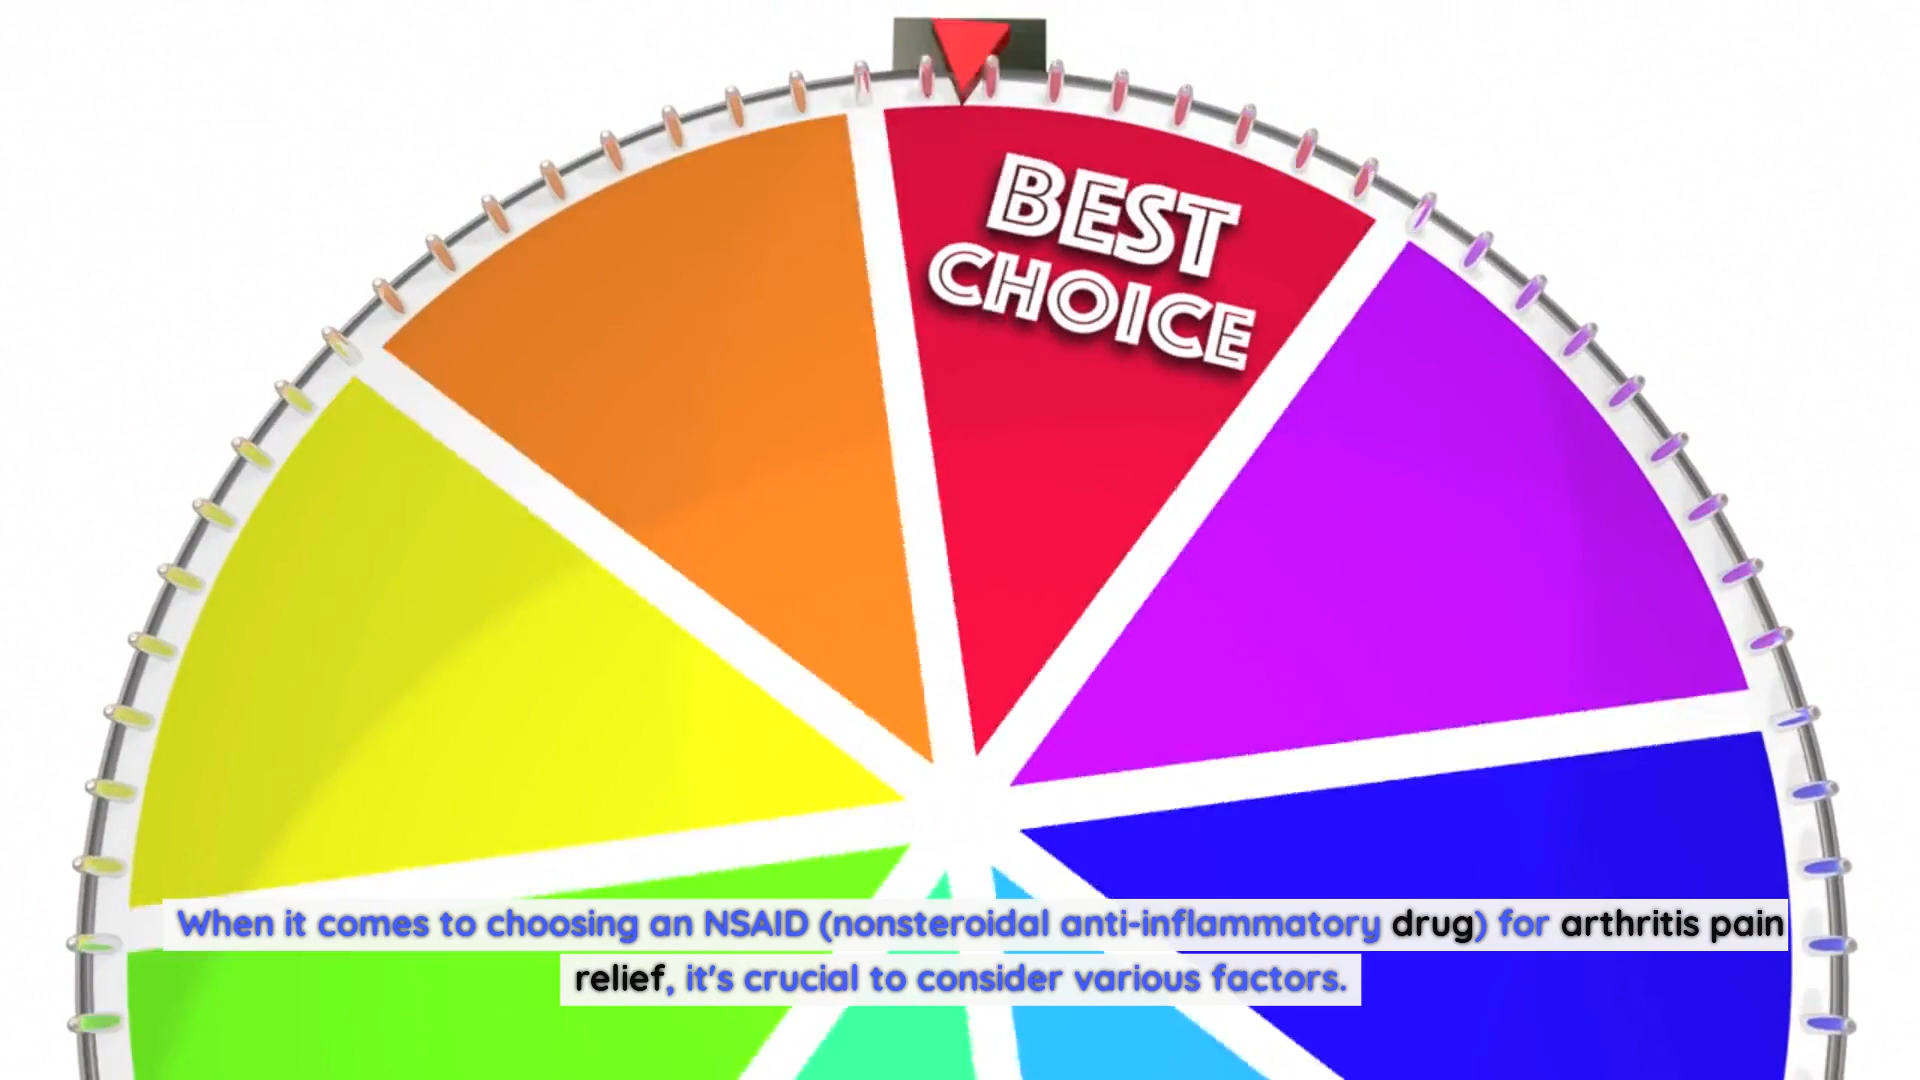 BEST
CHOICE
When it comes to choosing an NSAID (nonsteroidal anti-inflammatory drug) for arthritis pain
relief, it's crucial to consider various factors.